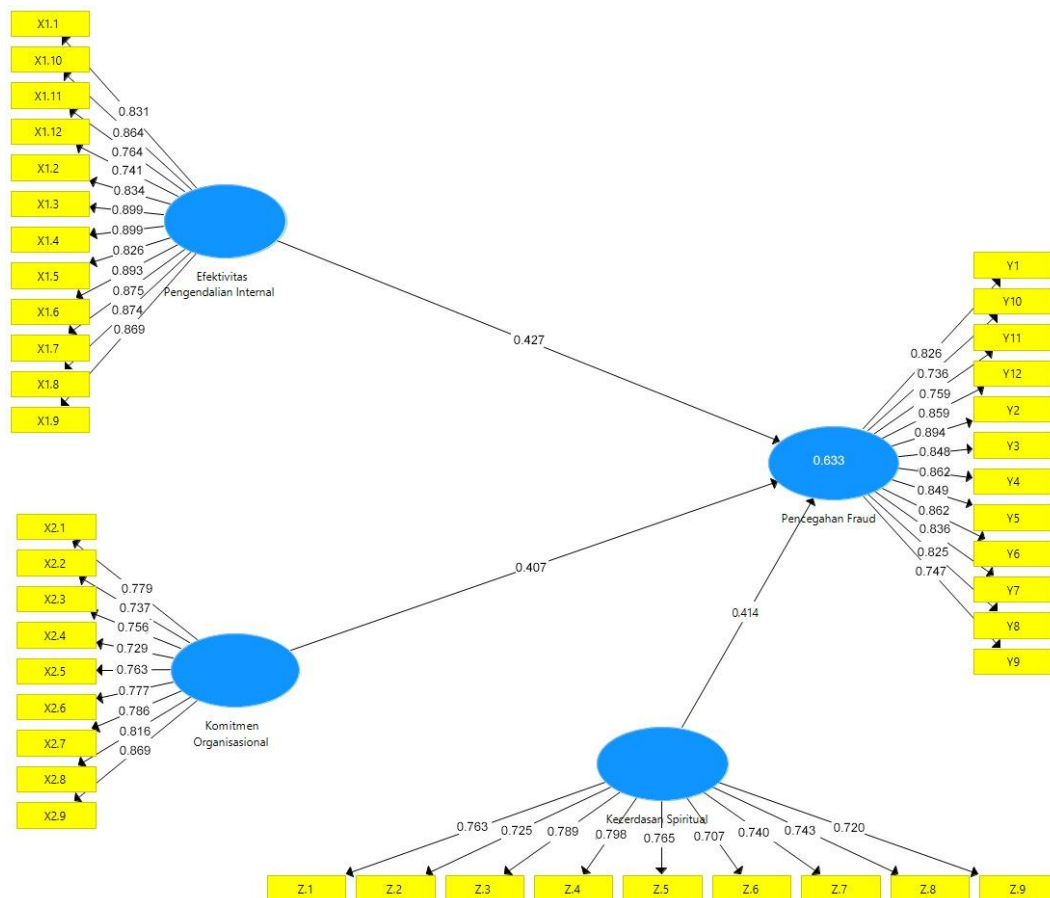 X1.1
X1.10
X1.11
X1.12
X1.2
X1.3
X1.4
X1.5
X1.6
X1.7
X1.8
X1.9
0.831
0.864
0.764
0.741
0.834
0.899
0.899
0.826
0.893
0.875
0.874
0.869
Efektivitas
Pengendalian Internal
0.427
X2.1
X2.2
X2.3
X2.4
X2.5
X2.6
X2.7
X2.8
X2.9
0.779
0.737
0.756
0.729
0.763
0.777
0.786
0.816
0.869
Komitmen
Organisasional
0.407
0.414
0.633
Pencegahan Fraud
0.826
0.736
0.759
0.859
0.894
0.848
0.862
0.849
0.862
0.836
0.825
0.747
Y1
Y10
Y11
Y12
Y2
Y3
Y4
Y5
Y6
Y7
Y8
Y9
Kecerdasan Spiritual
0.763
0.725
0.789
0.798
0.765
0.707
0.740
0.743
0.720
Z.1
Z.2
Z.3
Z.4
Z.5
Z.6
Z.7
Z.8
Z.9